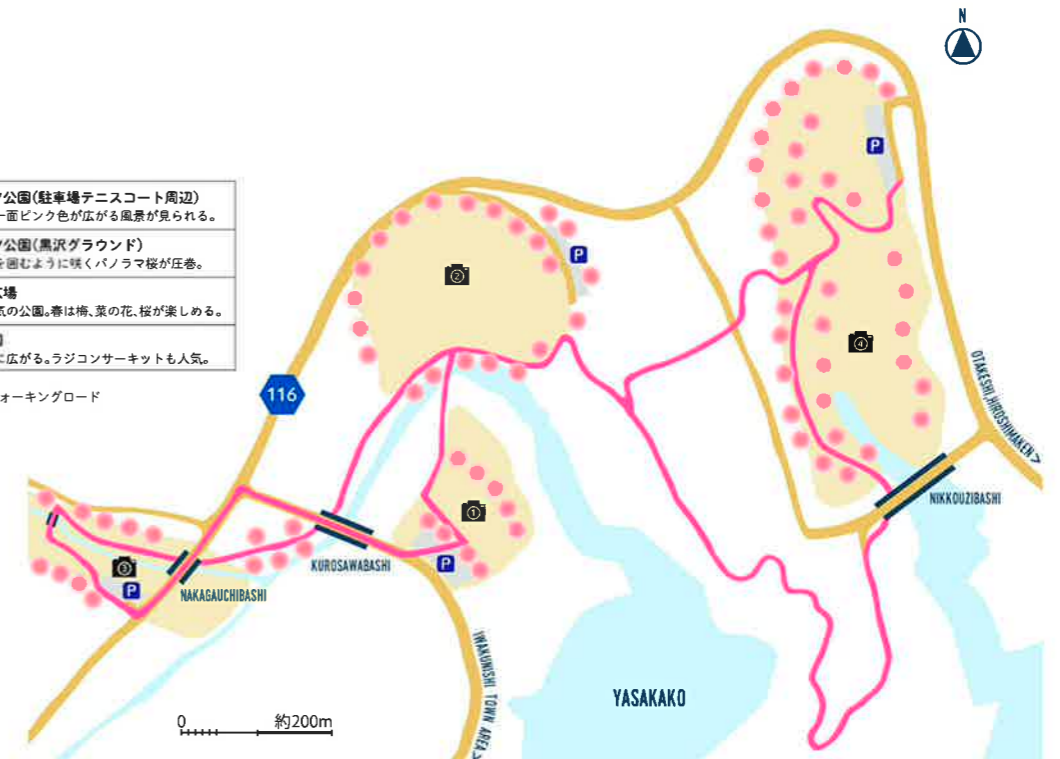 N
公園(駐車場テニスコート周辺)
一面ピンク色が広がる風景が見られる。
公園(黒沢グラウンド)
を囲むように咲くパノラマ桜が圧巻。
広場
気の公園。春は梅、菜の花、桜が楽しめる。
に広がる。ラジコンサーキットも人気。
ォーキングロード
P
P
②
116
④
OTAKESHI,HIROSHIMAKEN>
①
NIKKOUZIBASHI
KUROSAWABASHI
P
③
P
NAKAGAUCHIBASHI
IWAKUNISHI TOWN AREA>
YASAKAKO
0 約200m